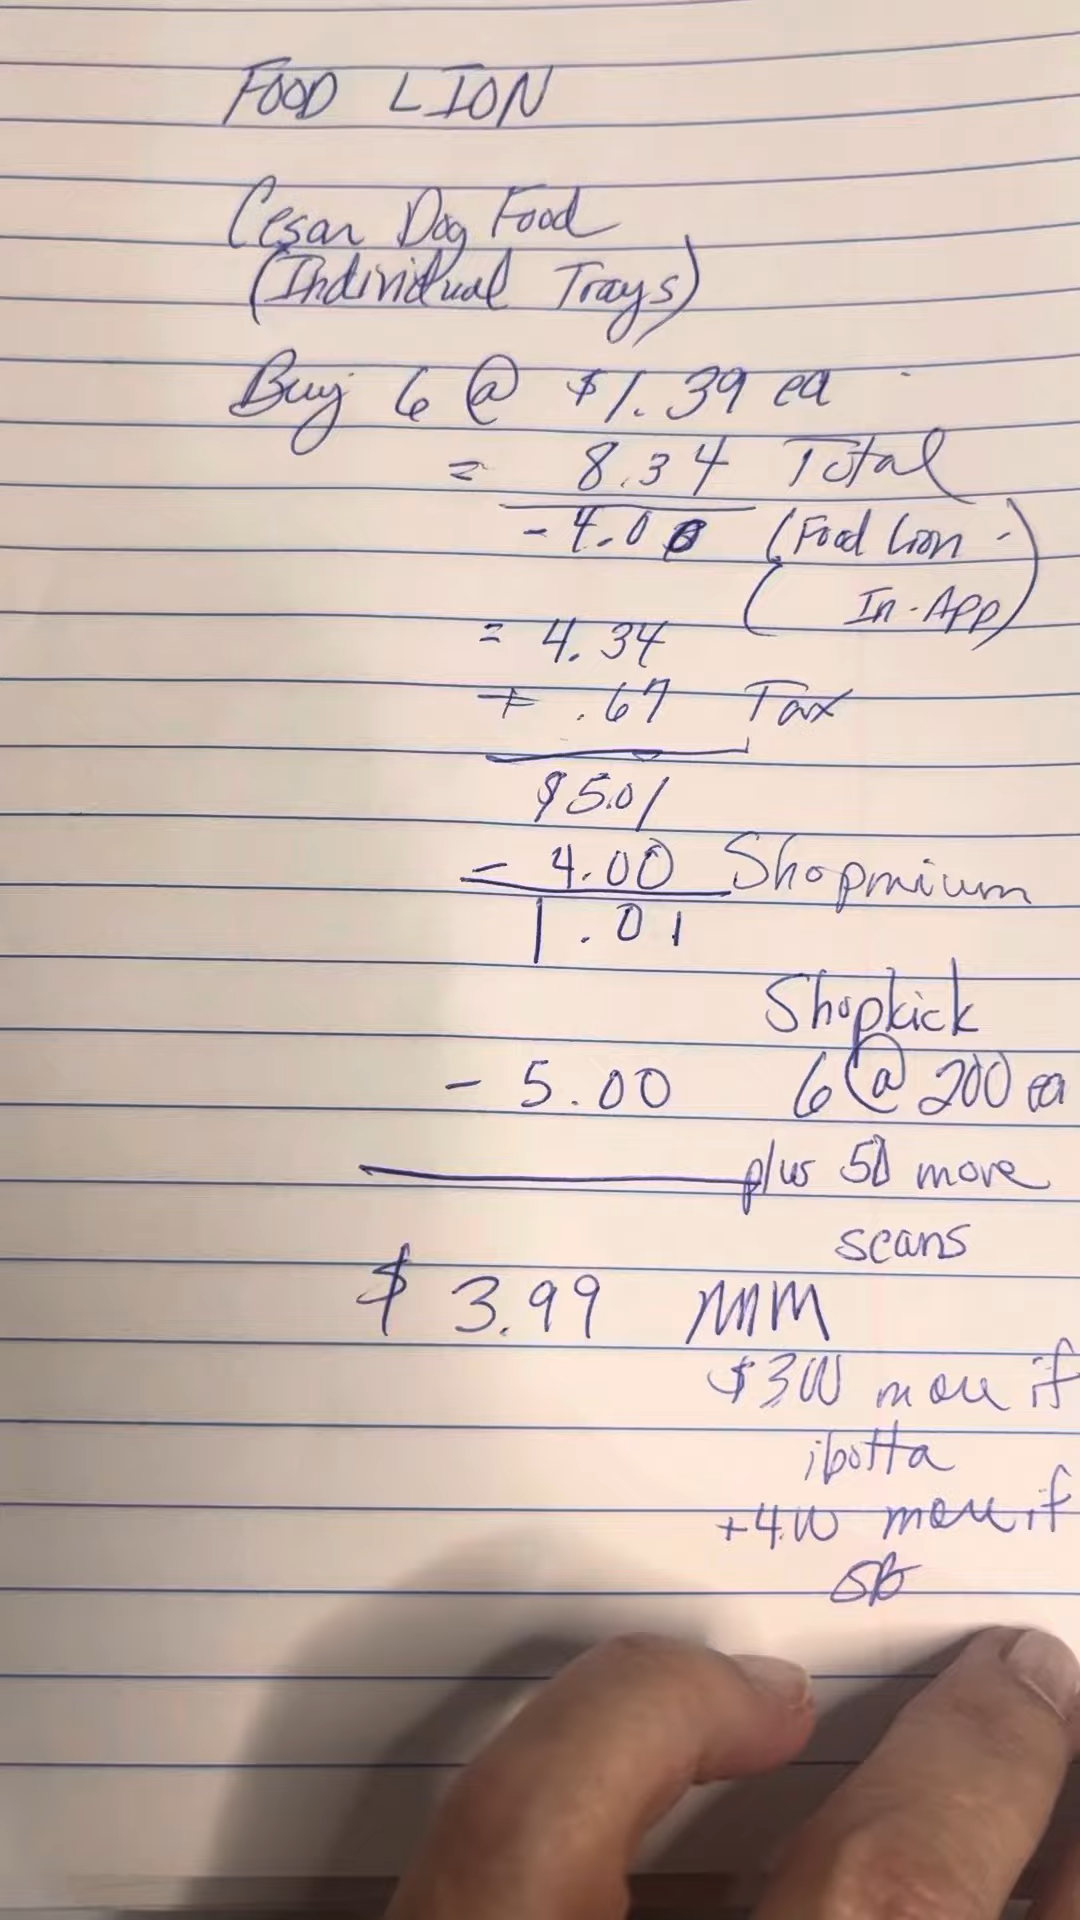 FOOD LION
Cesar Dog Food
(Individual Trays)
Buy 6 @ $1.39 ea
= 8.34 Total
- 4.00 (Food Lion -
In-App)
= 4.34
+ .67 Tax
$5.01
- 4.00 Shopmium
1.01
Shopkick
- 5.00 6 @ 200 ea
plus 50 more
scans
$ 3.99 MM
$3.00 more if
ibotta
+4.00 more if
SB